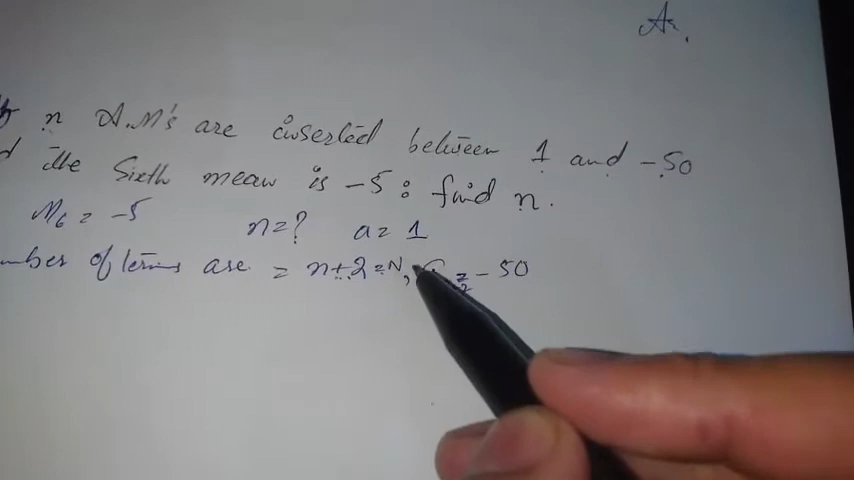 A.
n A.M's are inserted between 1 and -50
the Sixth mean is -5: find n.
M6 = -5 n=? a= 1
of terms are = n+2=N, = -50